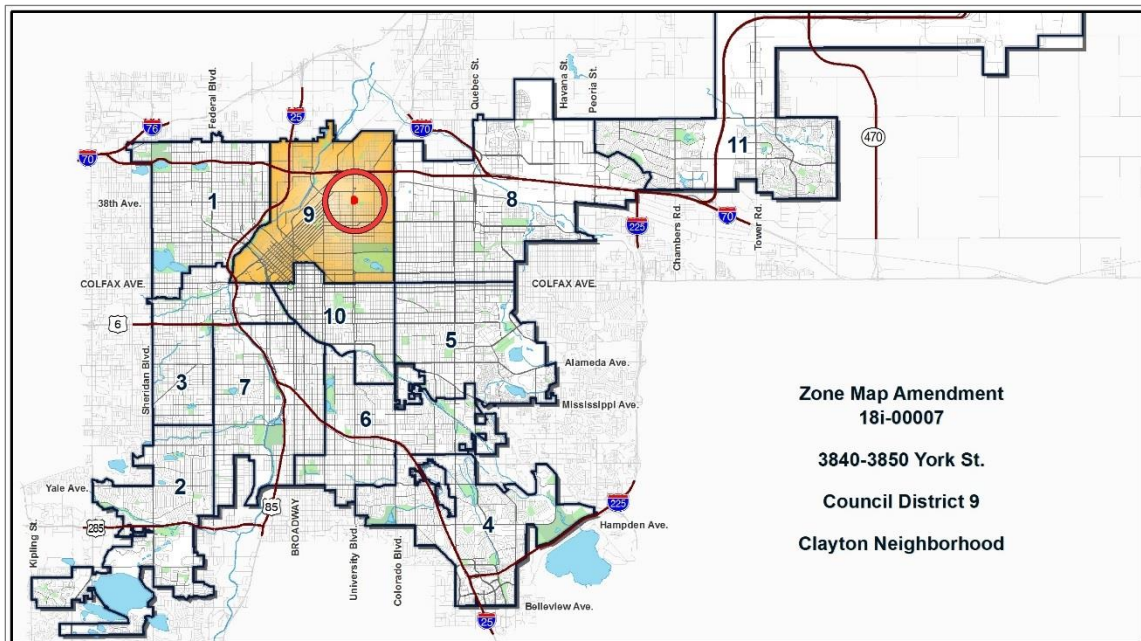 Federal Blvd.
25
Quebec St.
Havana St.
Peoria St.
76
270
70
11
470
38th Ave.
1
9
8
225
Chambers Rd.
70
Tower Rd.
COLFAX AVE.
COLFAX AVE.
6
10
5
Alameda Ave.
Sheridan Blvd.
3
7
Mississippi Ave.
6
Zone Map Amendment
18i-00007
3840-3850 York St.
Council District 9
Clayton Neighborhood
Yale Ave.
2
85
225
285
Kipling St.
BROADWAY
University Blvd.
Colorado Blvd.
4
Hampden Ave.
Belleview Ave.
25